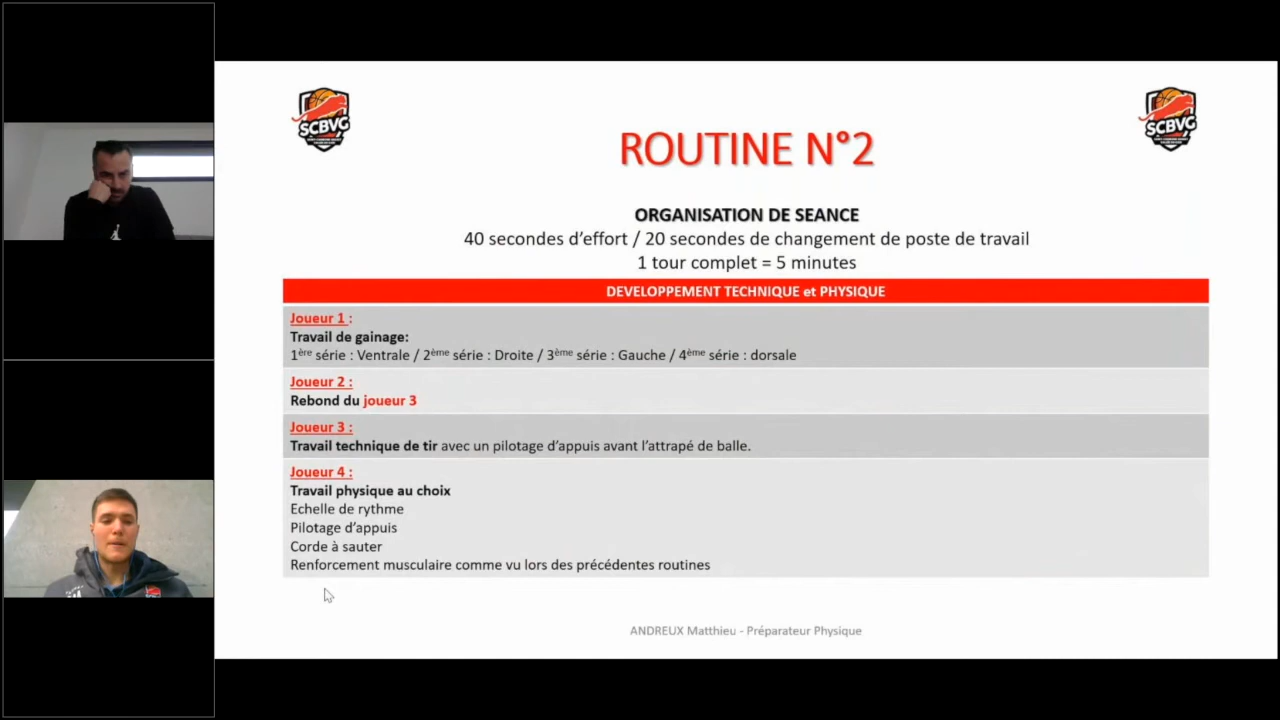 SCBVG
SCBVG
ROUTINE N°2
ORGANISATION DE SEANCE
40 secondes d’effort / 20 secondes de changement de poste de travail
1 tour complet = 5 minutes
DEVELOPPEMENT TECHNIQUE et PHYSIQUE
Joueur 1 :
Travail de gainage:
1ère série : Ventrale / 2ème série : Droite / 3ème série : Gauche / 4ème série : dorsale
Joueur 2 :
Rebond du joueur 3
Joueur 3 :
Travail technique de tir avec un pilotage d’appuis avant l’attrapé de balle.
Joueur 4 :
Travail physique au choix
Echelle de rythme
Pilotage d’appuis
Corde à sauter
Renforcement musculaire comme vu lors des précédentes routines
ANDREUX Matthieu - Préparateur Physique